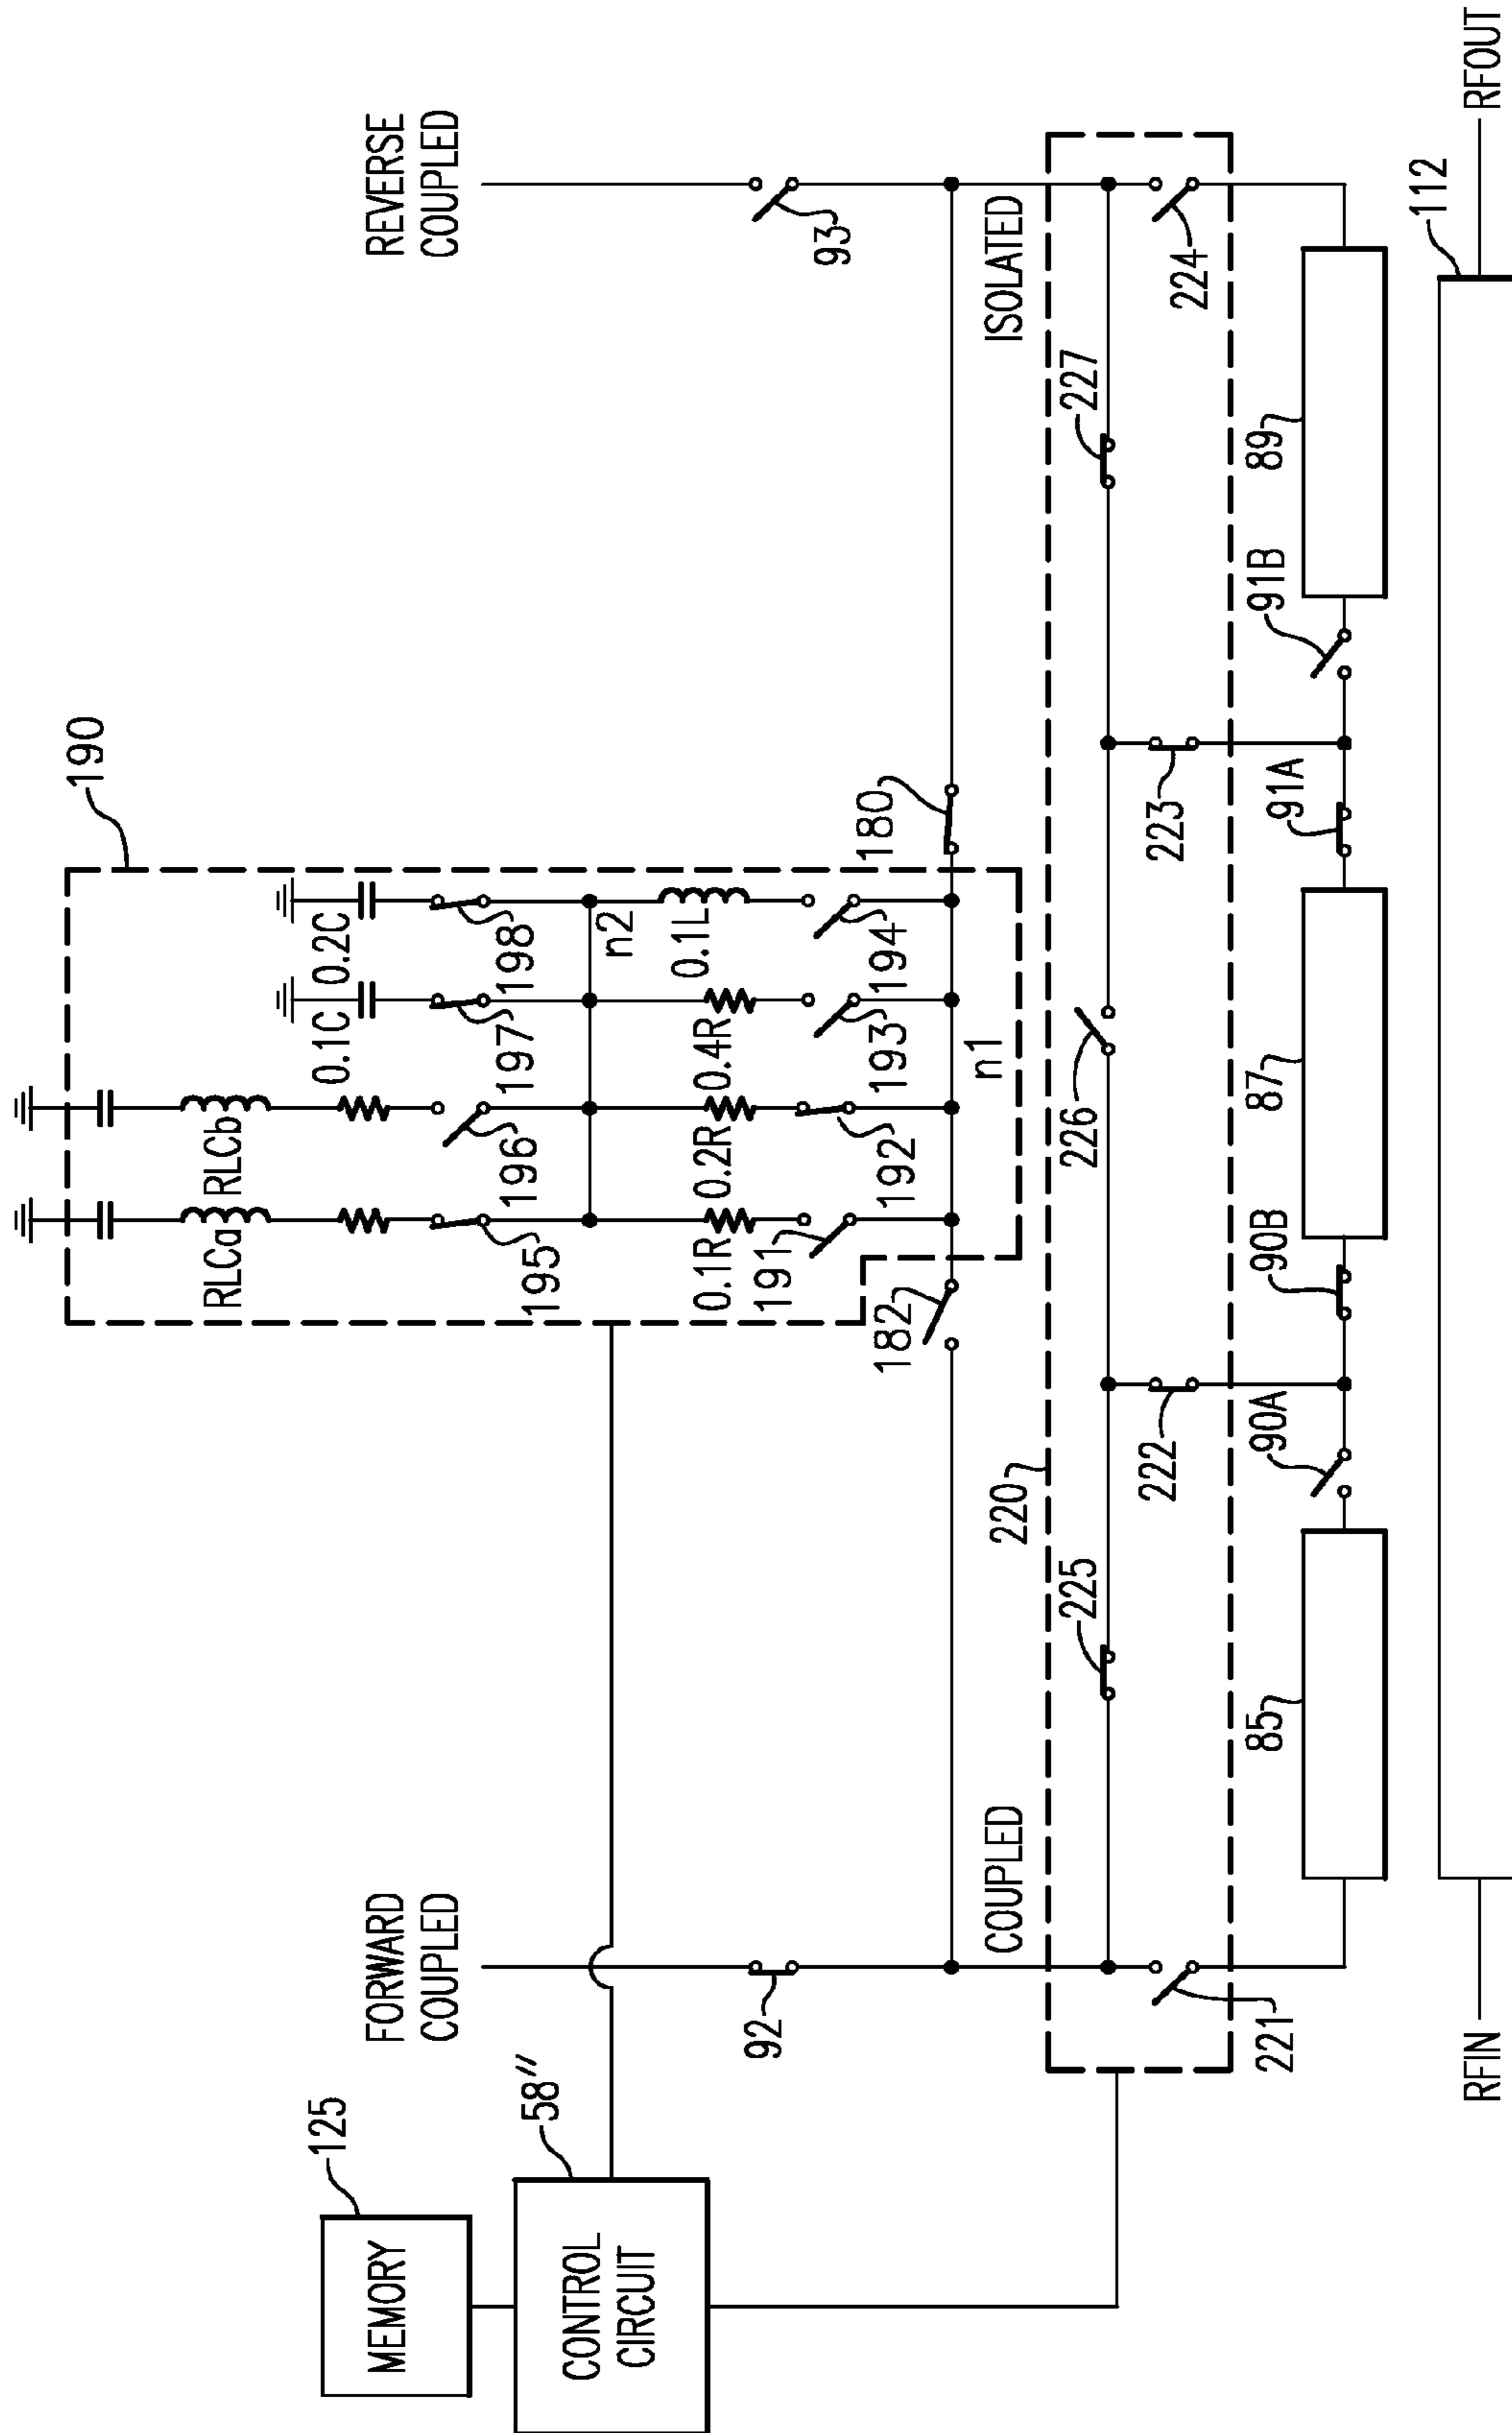 MEMORY
125
CONTROL
CIRCUIT
58″
FORWARD
COUPLED
92
REVERSE
COUPLED
93
190
RLCa
RLCb
0.1C
0.2C
195
196
197
198
n2
0.1R
0.2R
0.4R
0.1L
191
192
193
194
n1
182
180
COUPLED
ISOLATED
220
225
226
227
221
222
223
224
85
90A
90B
87
91A
91B
89
112
RFIN
RFOUT